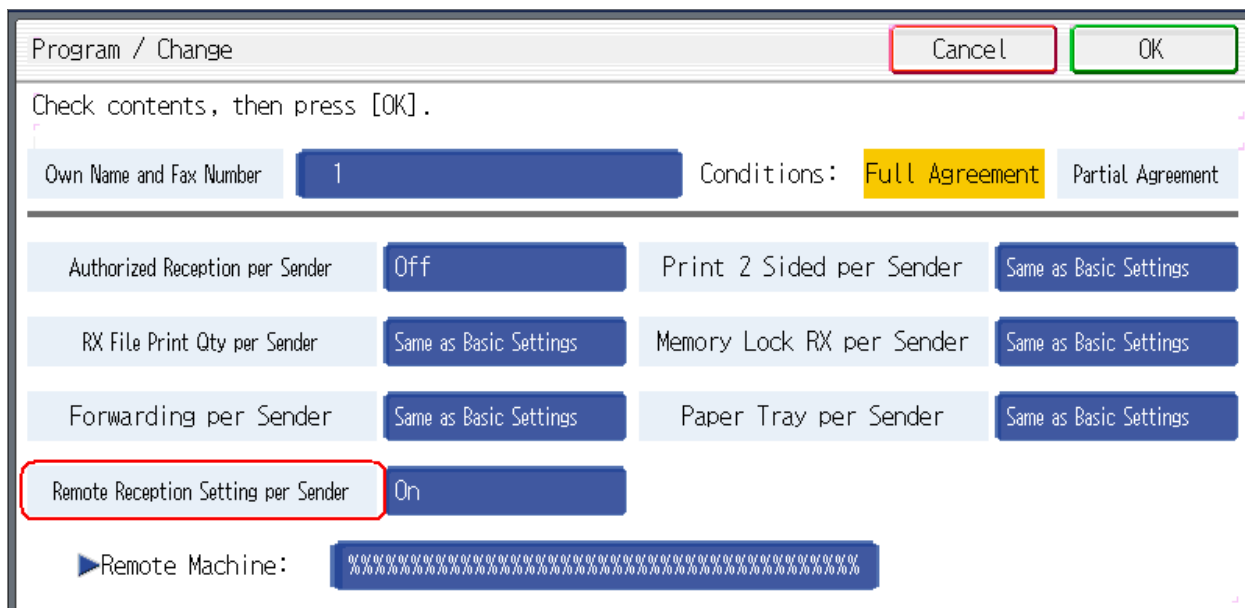 Program / Change Cancel OK
Check contents, then press [OK].
Own Name and Fax Number 1 Conditions: Full Agreement Partial Agreement
Authorized Reception per Sender Off Print 2 Sided per Sender Same as Basic Settings
RX File Print Qty per Sender Same as Basic Settings Memory Lock RX per Sender Same as Basic Settings
Forwarding per Sender Same as Basic Settings Paper Tray per Sender Same as Basic Settings
Remote Reception Setting per Sender On
▶Remote Machine: %%%%%%%%%%%%%%%%%%%%%%%%%%%%%%%%%%%%%%%%